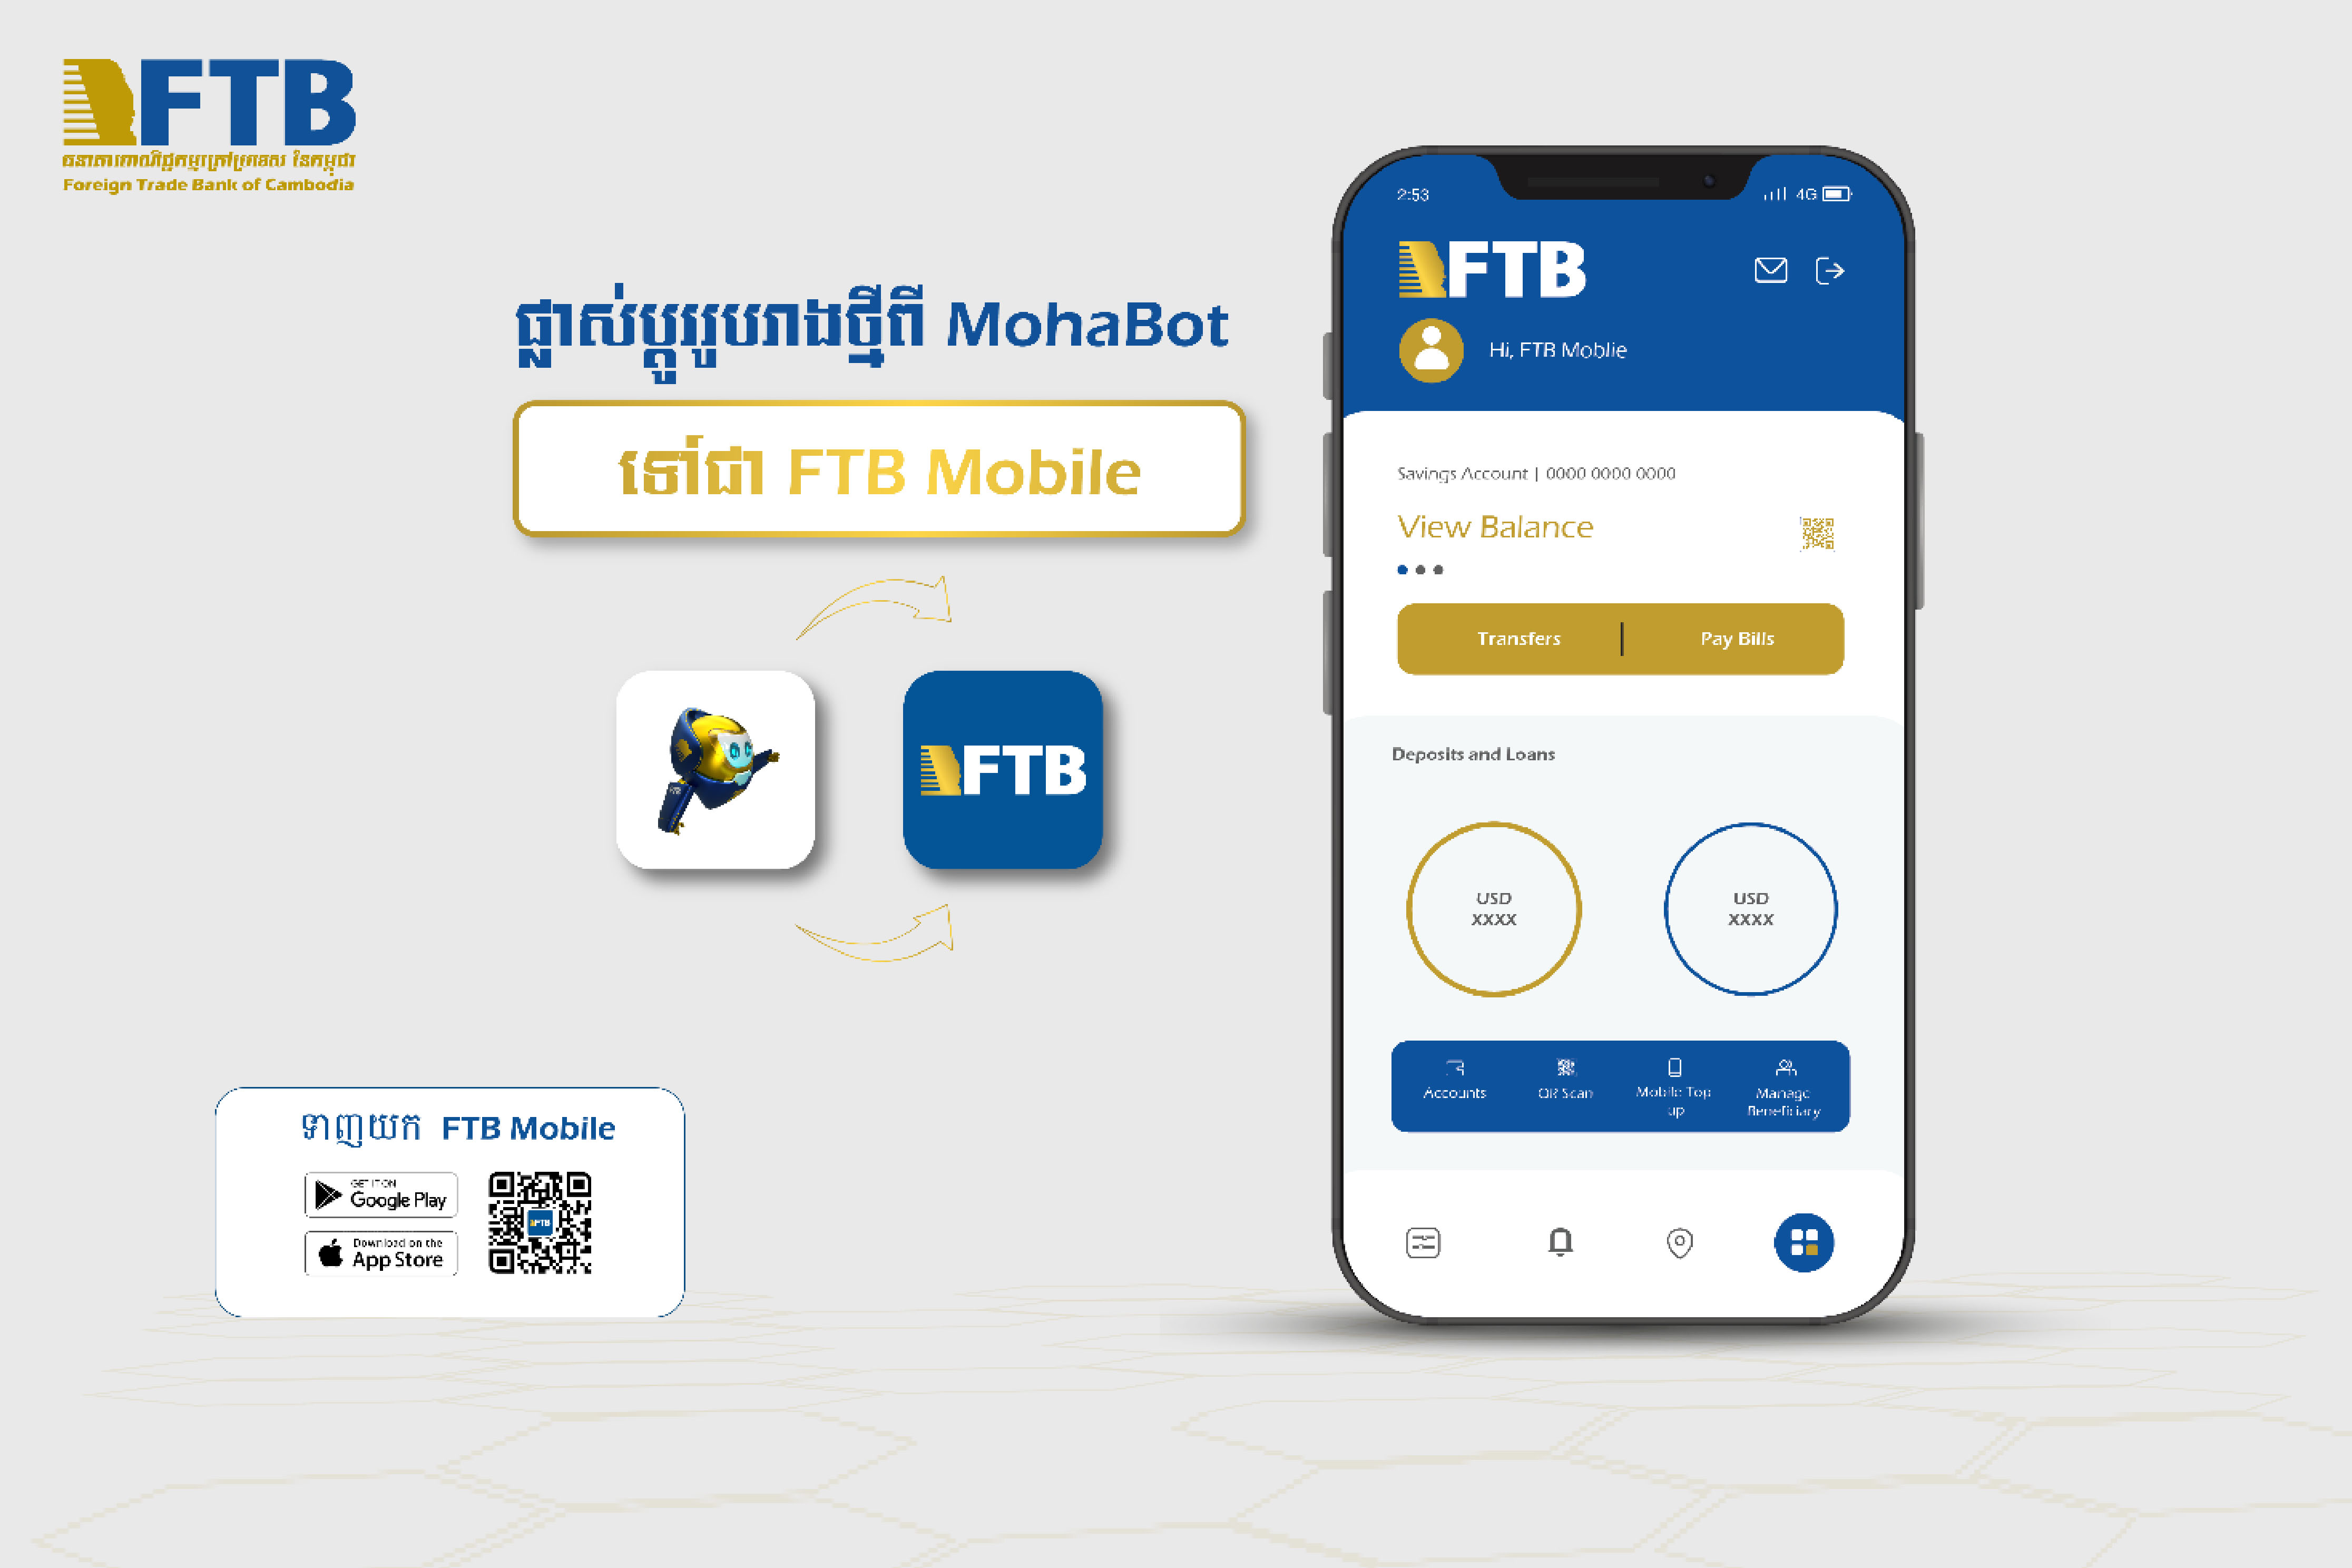 FTB
ធនាគារពាណិជ្ជកម្មក្រៅប្រទេស នៃកម្ពុជា
Foreign Trade Bank of Cambodia
ផ្លាស់ប្ដូររូបរាងថ្មីពី MohaBot
ទៅជា FTB Mobile
FTB
ទាញយក FTB Mobile
GET IT ON
Google Play
Download on the
App Store
FTB
2:53
4G
FTB
Hi, FTB Moblie
Savings Account | 0000 0000 0000
View Balance
Transfers | Pay Bills
Deposits and Loans
USD
XXXX
USD
XXXX
Accounts
QR Scan
Mobile Top
up
Manage
Beneficiary